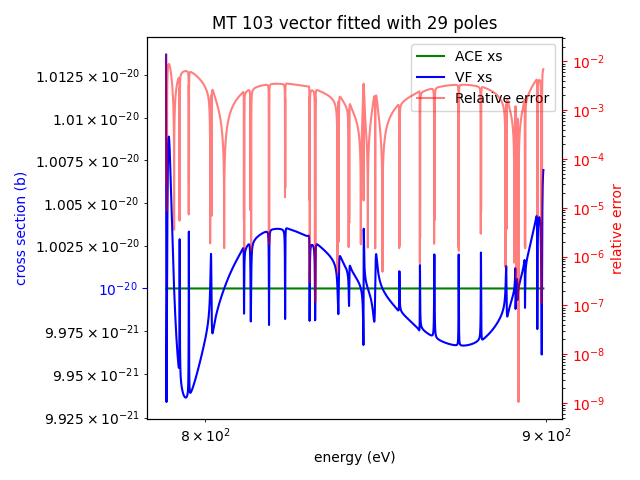 MT 103 vector fitted with 29 poles
ACE xs
VF xs
Relative error
1.0125 × 10⁻²⁰
1.01 × 10⁻²⁰
1.0075 × 10⁻²⁰
1.005 × 10⁻²⁰
1.0025 × 10⁻²⁰
10⁻²⁰
9.975 × 10⁻²¹
9.95 × 10⁻²¹
9.925 × 10⁻²¹
cross section (b)
10⁻²
10⁻³
10⁻⁴
10⁻⁵
10⁻⁶
10⁻⁷
10⁻⁸
10⁻⁹
relative error
8 × 10² 9 × 10²
energy (eV)